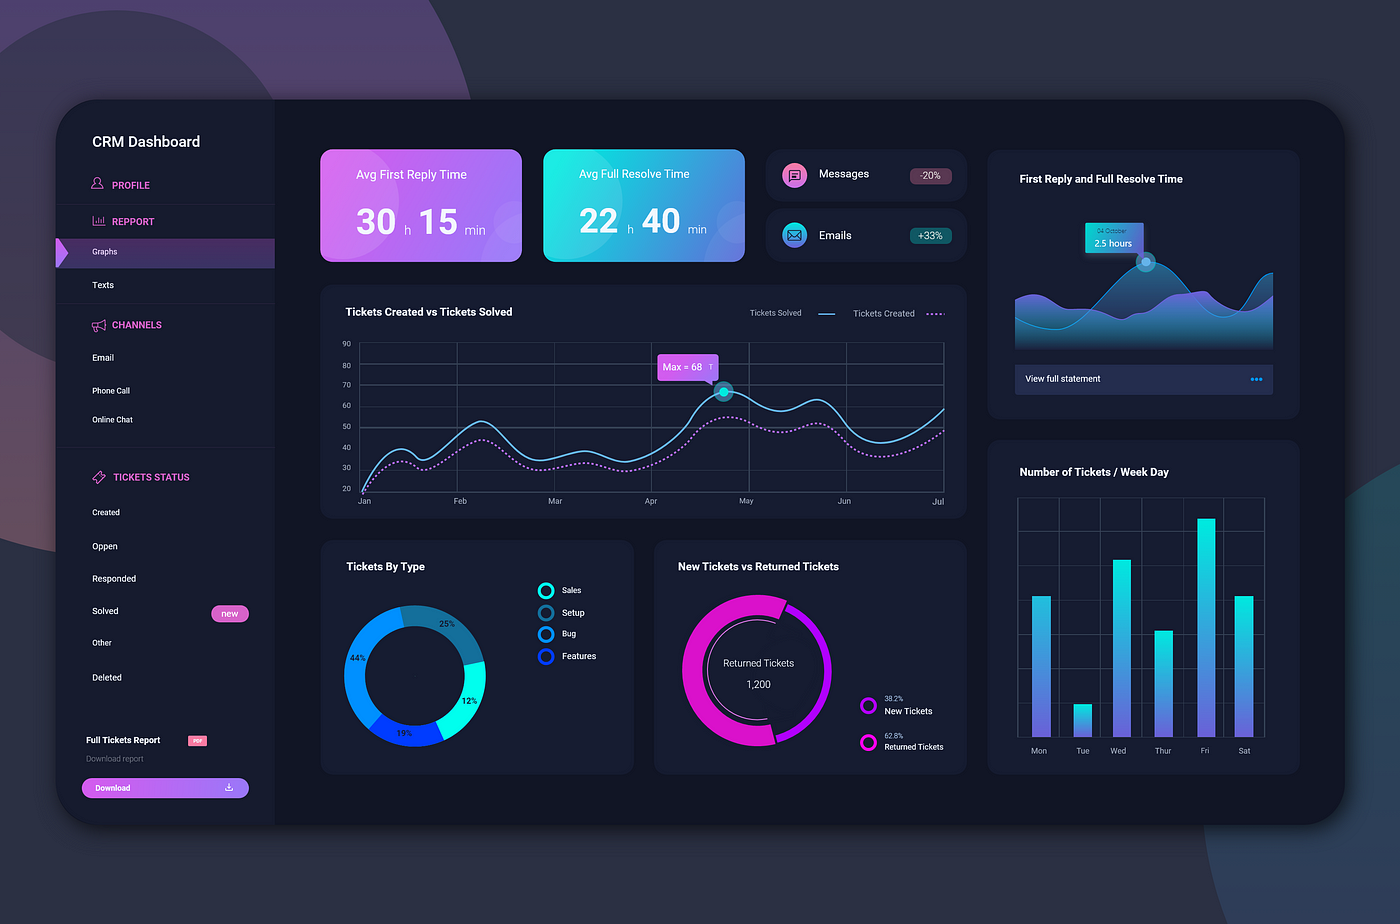 CRM Dashboard
PROFILE
REPPORT
Graphs
Texts
CHANNELS
Email
Phone Call
Online Chat
TICKETS STATUS
Created
Oppen
Responded
Solved
new
Other
Deleted
Full Tickets Report
PDF
Download report
Download
Avg First Reply Time
30 h 15 min
Avg Full Resolve Time
22 h 40 min
Messages
-20%
Emails
+33%
Tickets Created vs Tickets Solved
Tickets Solved
Tickets Created
90
80
70
60
50
40
30
20
Max = 68 T
Jan
Feb
Mar
Apr
May
Jun
Jul
Tickets By Type
25%
44%
12%
19%
Sales
Setup
Bug
Features
New Tickets vs Returned Tickets
Returned Tickets
1,200
38.2%
New Tickets
62.8%
Returned Tickets
First Reply and Full Resolve Time
04 October
2.5 hours
View full statement
Number of Tickets / Week Day
Mon
Tue
Wed
Thur
Fri
Sat